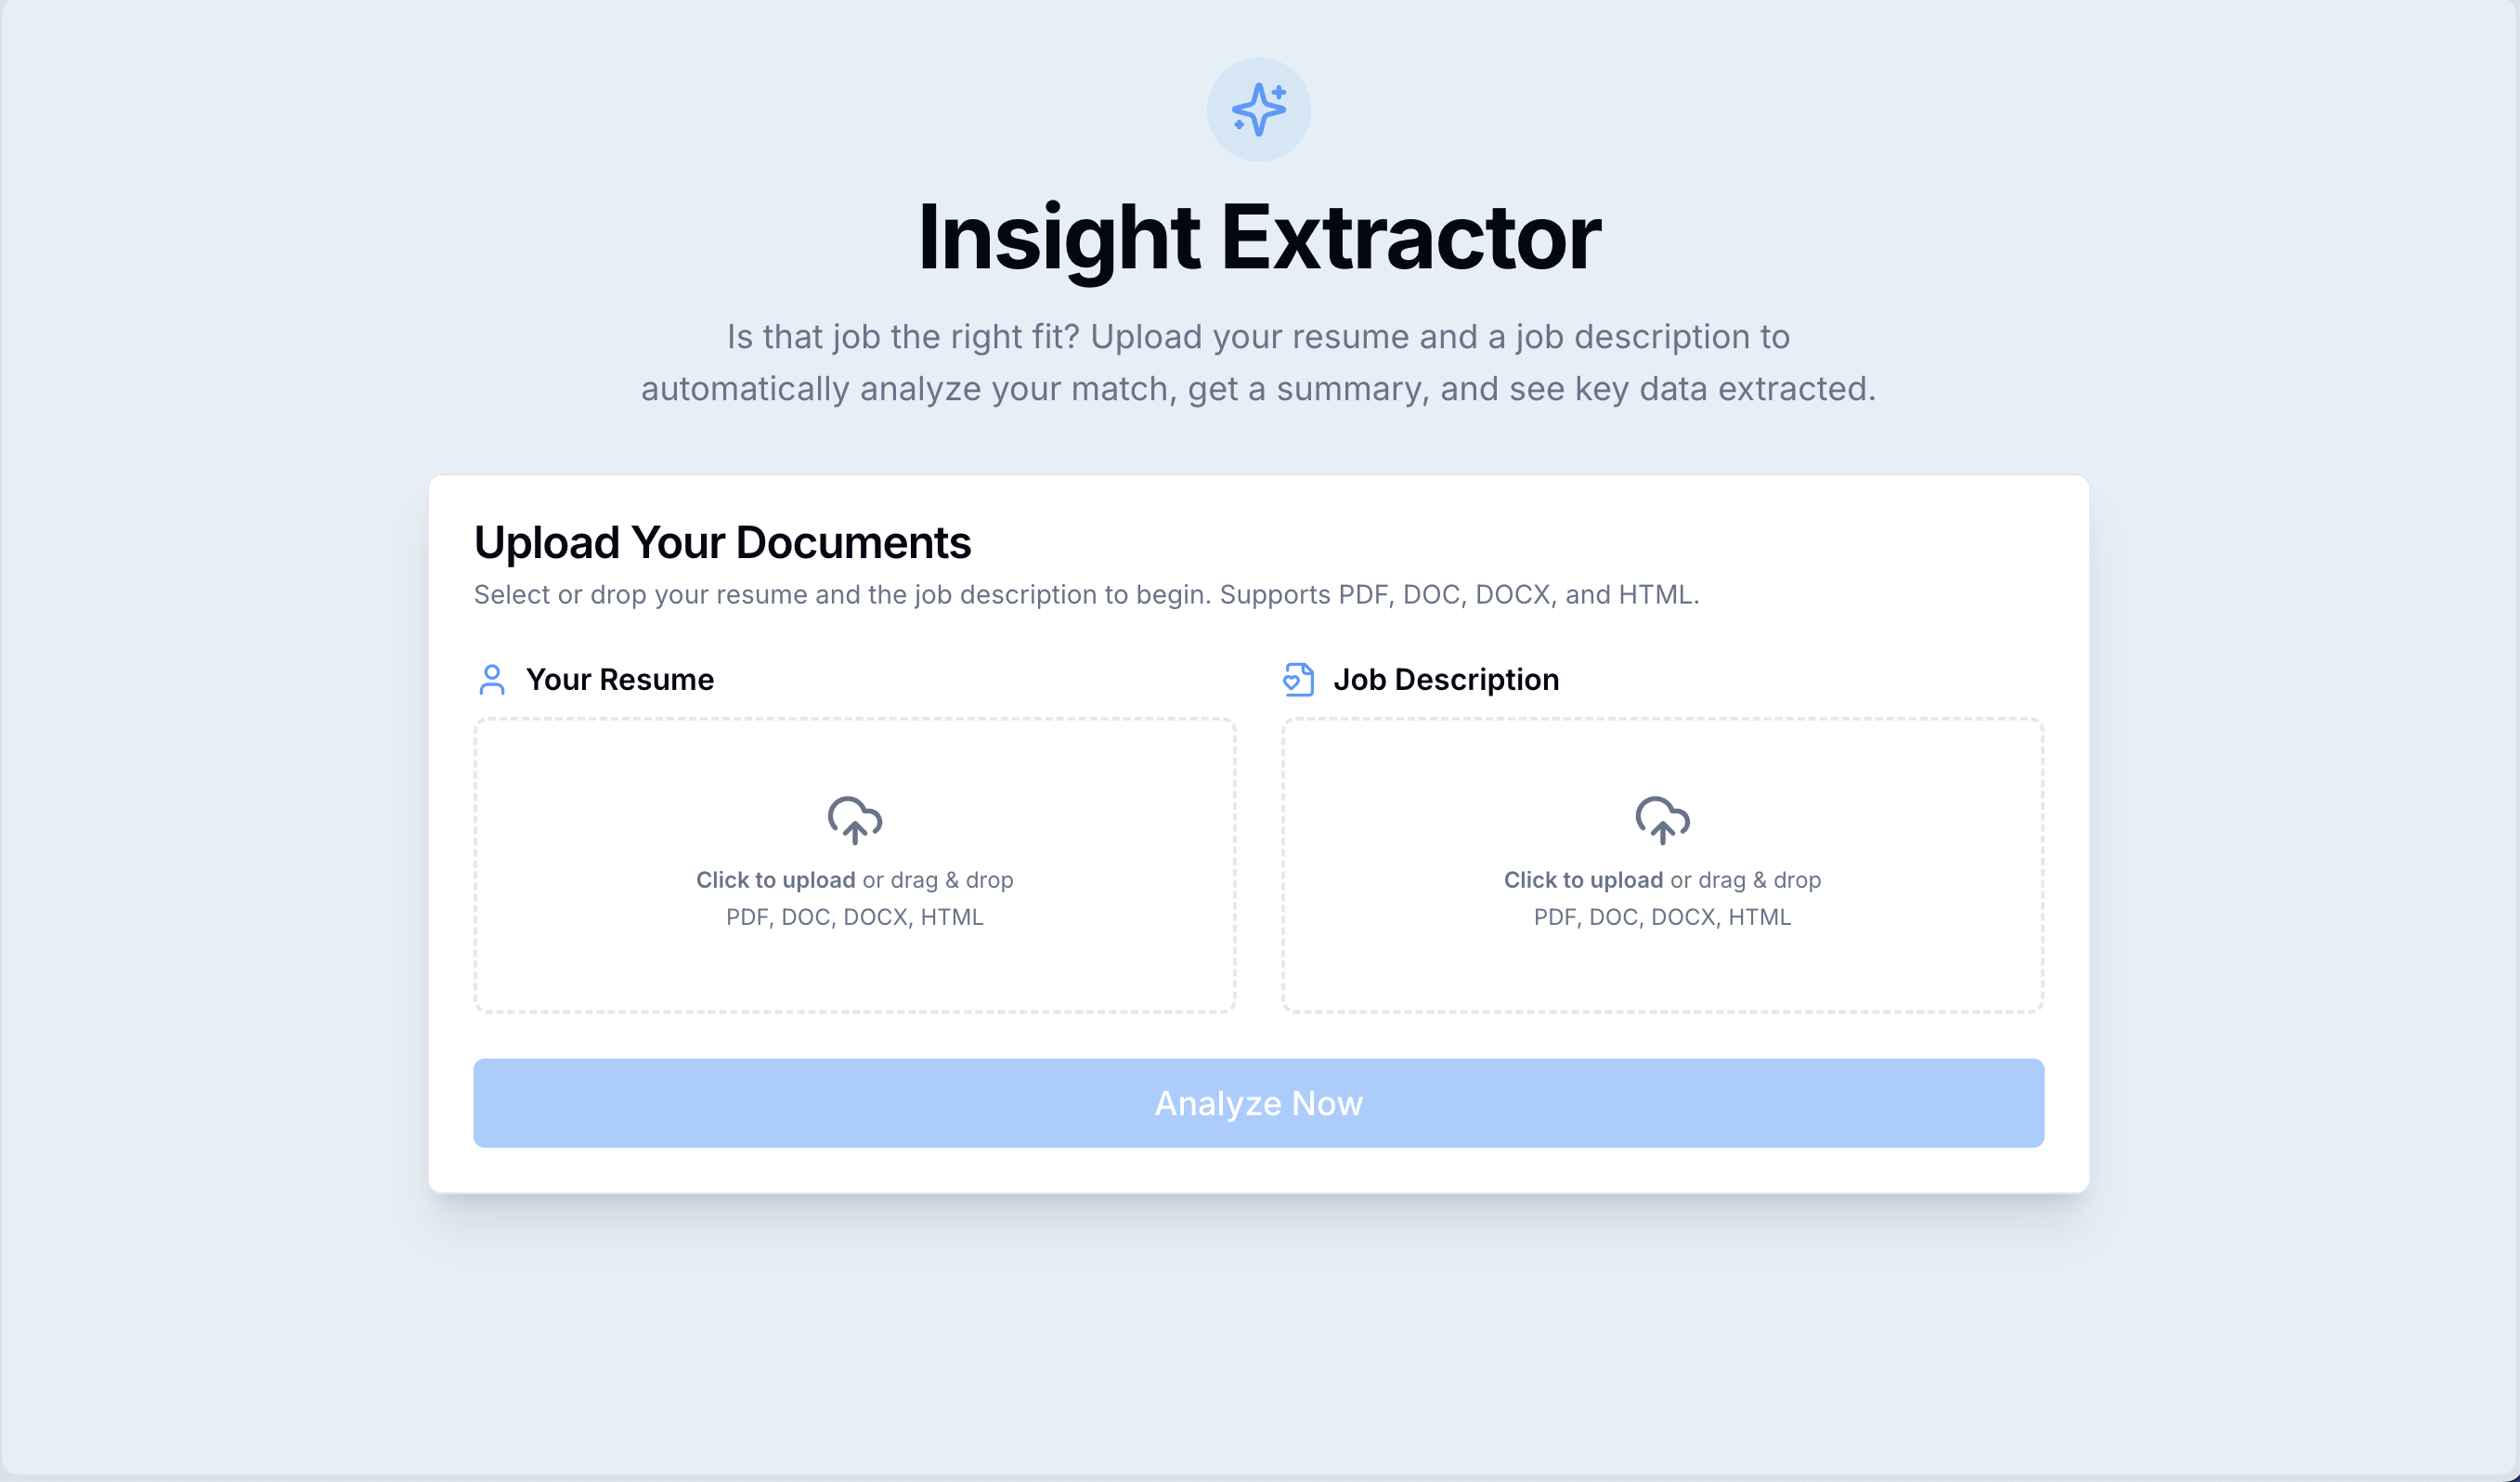 Insight Extractor
Is that job the right fit? Upload your resume and a job description to
automatically analyze your match, get a summary, and see key data extracted.
Upload Your Documents
Select or drop your resume and the job description to begin. Supports PDF, DOC, DOCX, and HTML.
Your Resume
Click to upload or drag & drop
PDF, DOC, DOCX, HTML
Job Description
Click to upload or drag & drop
PDF, DOC, DOCX, HTML
Analyze Now